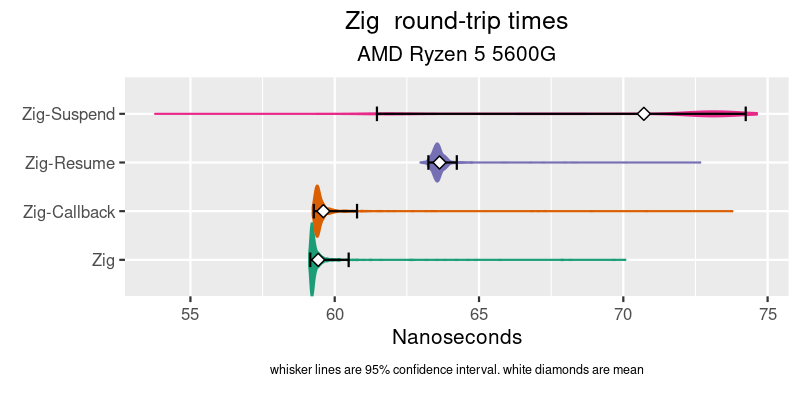 Zig  round-trip times
AMD Ryzen 5 5600G
Zig-Suspend
Zig-Resume
Zig-Callback
Zig
55 60 65 70 75
Nanoseconds
whisker lines are 95% confidence interval. white diamonds are mean